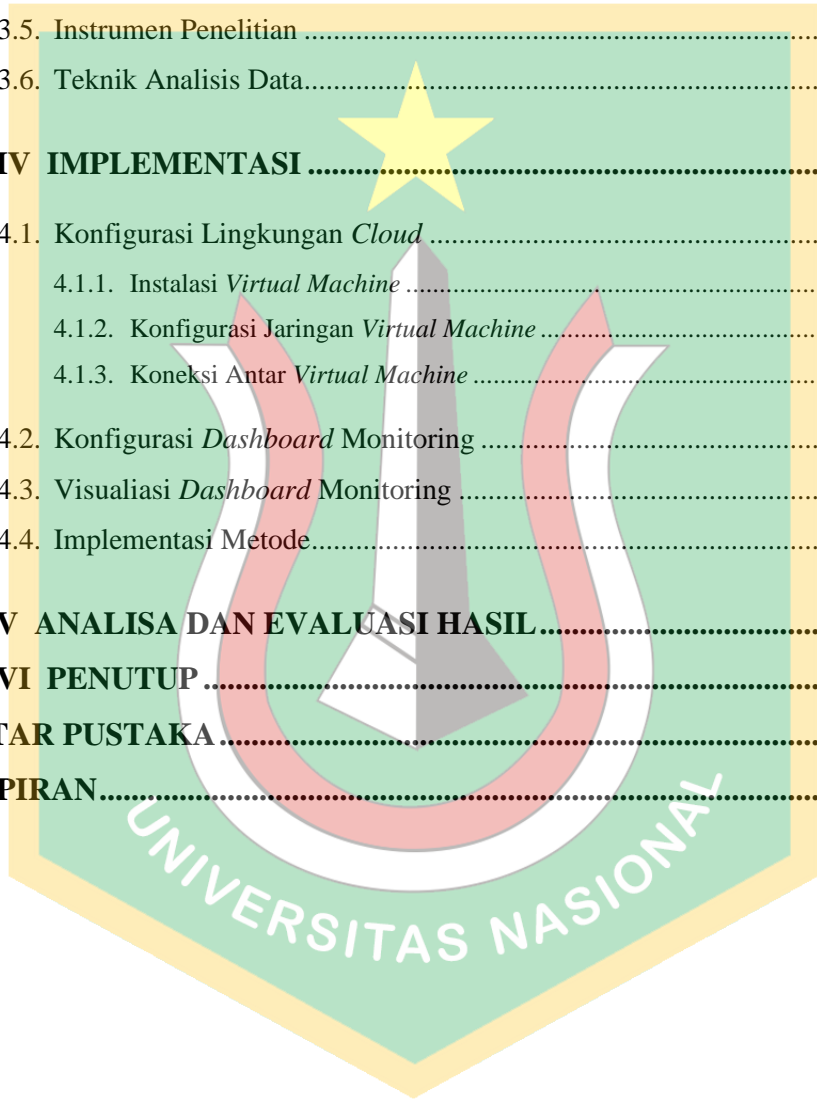 3.5. Instrumen Penelitian ..........
3.6. Teknik Analisis Data..........
IV IMPLEMENTASI ..........
4.1. Konfigurasi Lingkungan Cloud ..........
4.1.1. Instalasi Virtual Machine ..........
4.1.2. Konfigurasi Jaringan Virtual Machine ..........
4.1.3. Koneksi Antar Virtual Machine ..........
4.2. Konfigurasi Dashboard Monitoring ..........
4.3. Visualiasi Dashboard Monitoring ..........
4.4. Implementasi Metode..........
V ANALISA DAN EVALUASI HASIL ..........
VI PENUTUP ..........
TAR PUSTAKA ..........
PIRAN..........
UNIVERSITAS NASIONAL